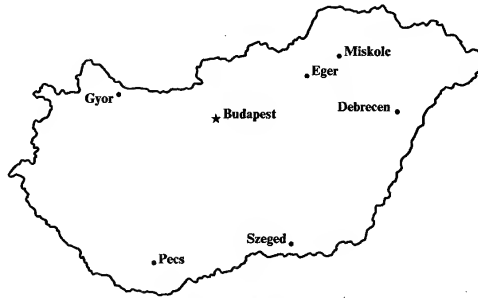 Miskolc
Eger
Gyor
Debrecen
Budapest
Szeged
Pecs